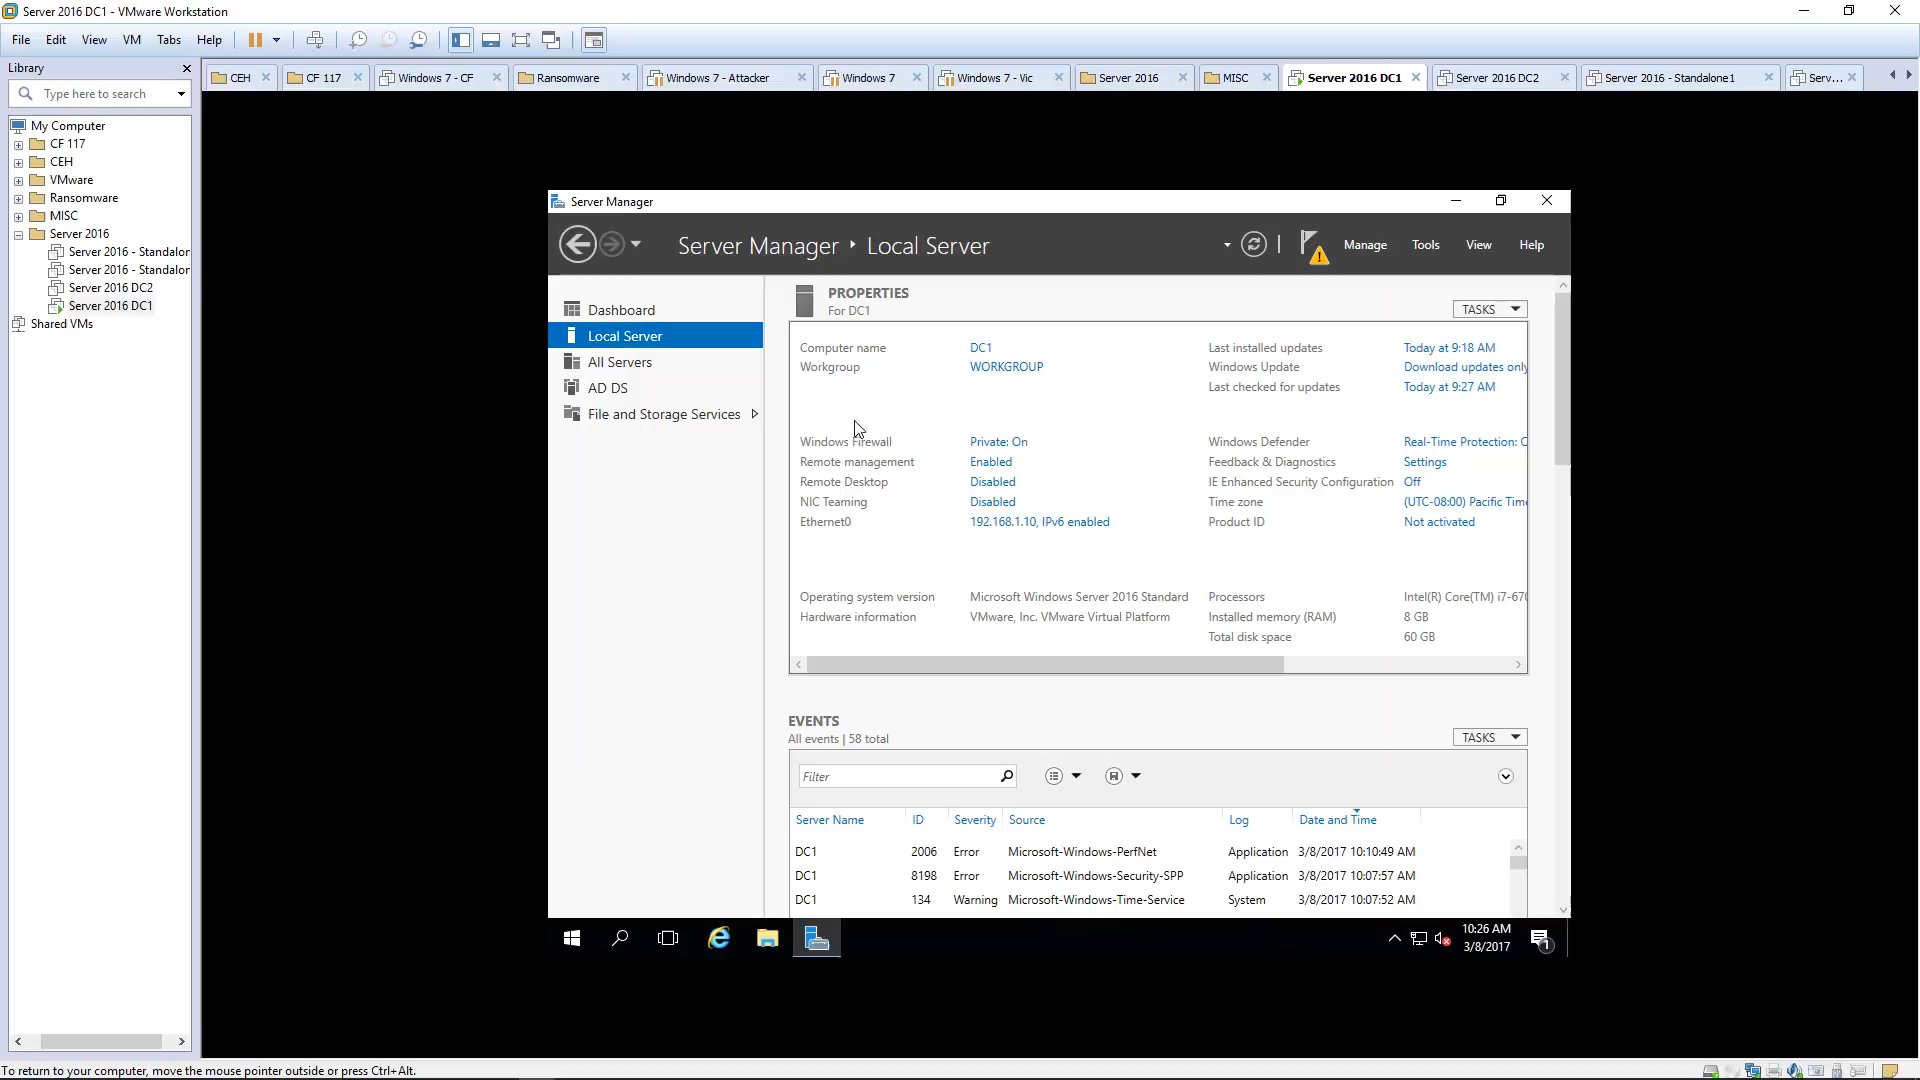 Server 2016 DC1 - VMware Workstation
File Edit View VM Tabs Help
Library
Type here to search
CEH
CF 117
Windows 7 - CF
Ransomware
Windows 7 - Attacker
Windows 7
Windows 7 - Vic
Server 2016
MISC
Server 2016 DC1
Server 2016 DC2
Server 2016 - Standalone1
Serv...
My Computer
CF 117
CEH
VMware
Ransomware
MISC
Server 2016
Server 2016 - Standalor
Server 2016 - Standalor
Server 2016 DC2
Server 2016 DC1
Shared VMs
Server Manager
Server Manager Local Server
Manage Tools View Help
Dashboard
Local Server
All Servers
AD DS
File and Storage Services
PROPERTIES
For DC1
TASKS
Computer name DC1 Last installed updates Today at 9:18 AM
Workgroup WORKGROUP Windows Update Download updates only
Last checked for updates Today at 9:27 AM
Windows Firewall Private: On Windows Defender Real-Time Protection:
Remote management Enabled Feedback & Diagnostics Settings
Remote Desktop Disabled IE Enhanced Security Configuration Off
NIC Teaming Disabled Time zone (UTC-08:00) Pacific Time
Ethernet0 192.168.1.10, IPv6 enabled Product ID Not activated
Operating system version Microsoft Windows Server 2016 Standard Processors Intel(R) Core(TM) i7-670
Hardware information VMware, Inc. VMware Virtual Platform Installed memory (RAM) 8 GB
Total disk space 60 GB
EVENTS
All events | 58 total
TASKS
Filter
Server Name ID Severity Source Log Date and Time
DC1 2006 Error Microsoft-Windows-PerfNet Application 3/8/2017 10:10:49 AM
DC1 8198 Error Microsoft-Windows-Security-SPP Application 3/8/2017 10:07:57 AM
DC1 134 Warning Microsoft-Windows-Time-Service System 3/8/2017 10:07:52 AM
10:26 AM
3/8/2017
1
To return to your computer, move the mouse pointer outside or press Ctrl+Alt.